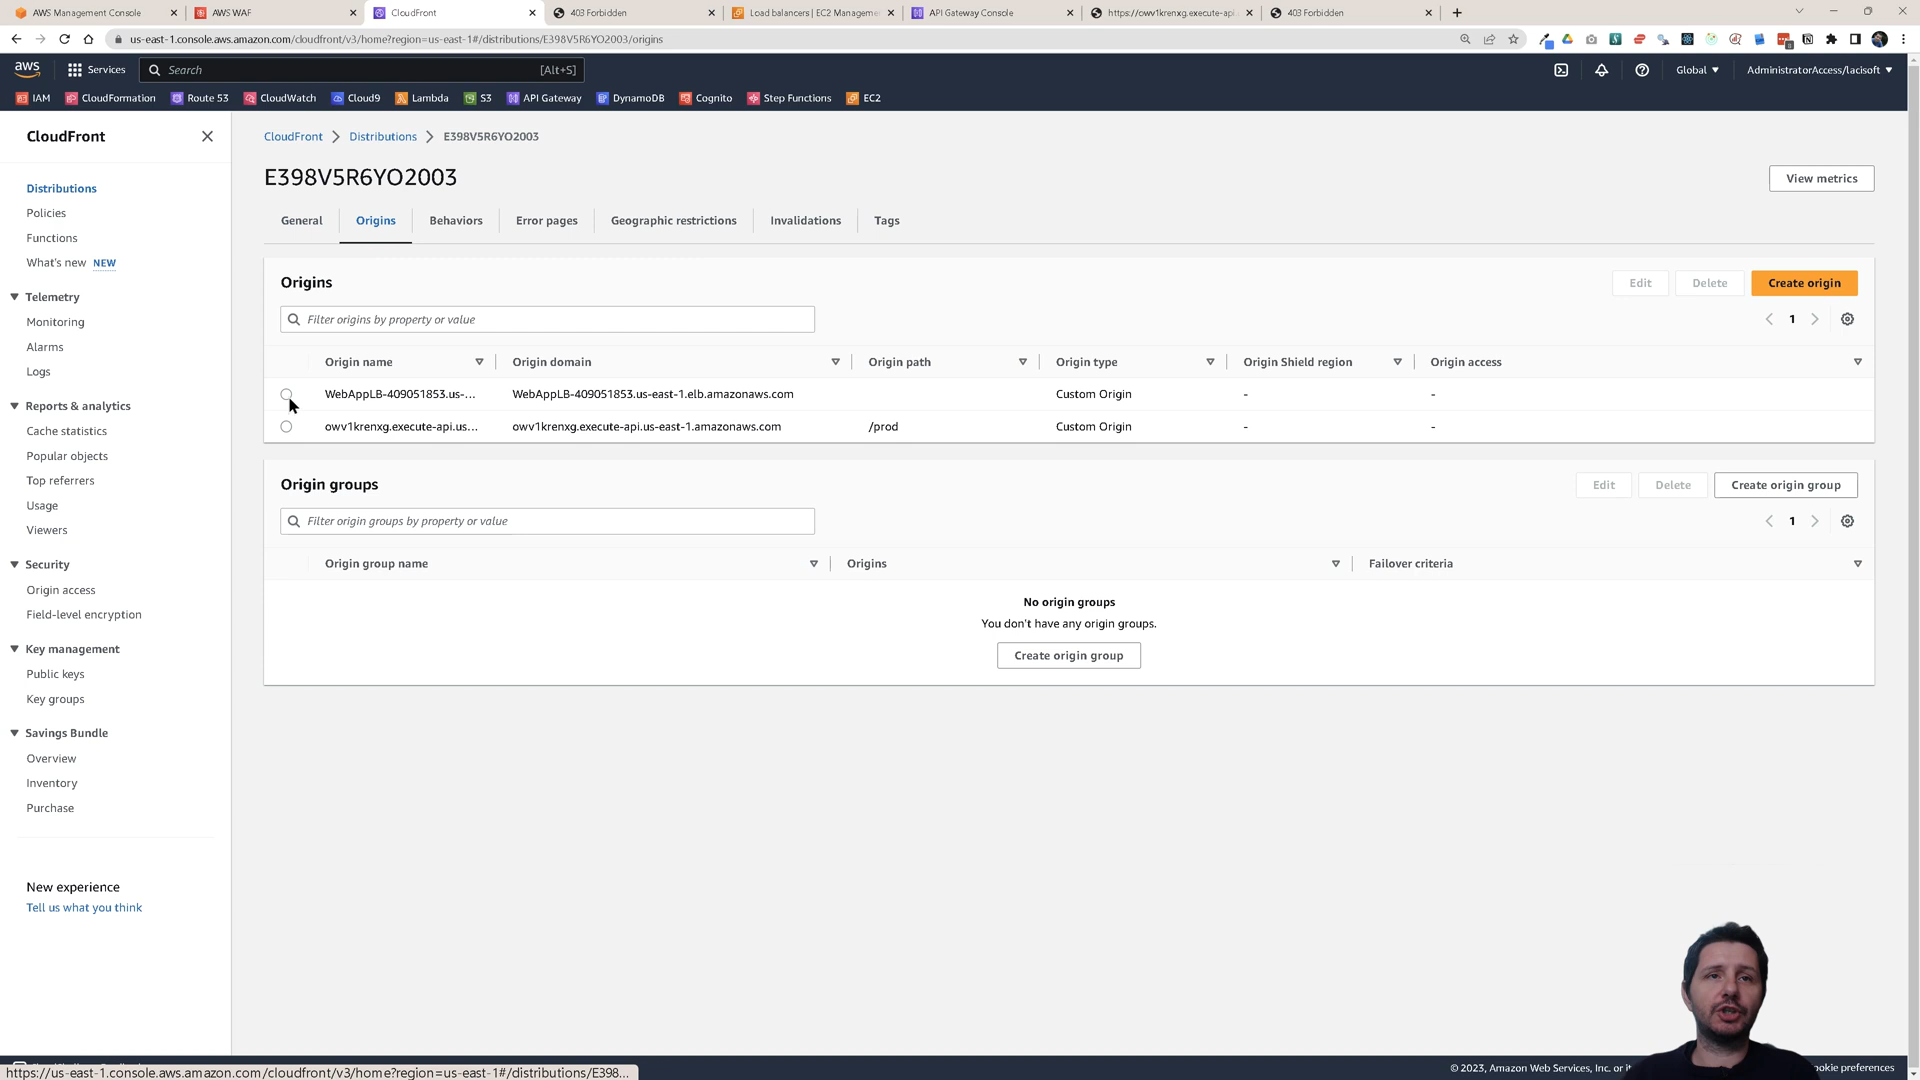 AWS Management Console
AWS WAF
CloudFront
403 Forbidden
Load balancers | EC2 Manageme
API Gateway Console
https://owv1krenxg.execute-api.
403 Forbidden
us-east-1.console.aws.amazon.com/cloudfront/v3/home?region=us-east-1#/distributions/E398V5R6YO2003/origins
aws
Services
Search
[Alt+S]
Global
AdministratorAccess/lacisoft
IAM
CloudFormation
Route 53
CloudWatch
Cloud9
Lambda
S3
API Gateway
DynamoDB
Cognito
Step Functions
EC2
CloudFront
Distributions
Policies
Functions
What's new NEW
Telemetry
Monitoring
Alarms
Logs
Reports & analytics
Cache statistics
Popular objects
Top referrers
Usage
Viewers
Security
Origin access
Field-level encryption
Key management
Public keys
Key groups
Savings Bundle
Overview
Inventory
Purchase
New experience
Tell us what you think
CloudFront > Distributions > E398V5R6YO2003
E398V5R6YO2003
View metrics
General
Origins
Behaviors
Error pages
Geographic restrictions
Invalidations
Tags
Origins
Edit
Delete
Create origin
Filter origins by property or value
1
Origin name
Origin domain
Origin path
Origin type
Origin Shield region
Origin access
WebAppLB-409051853.us-...
WebAppLB-409051853.us-east-1.elb.amazonaws.com
Custom Origin
-
-
owv1krenxg.execute-api.us...
owv1krenxg.execute-api.us-east-1.amazonaws.com
/prod
Custom Origin
-
-
Origin groups
Edit
Delete
Create origin group
Filter origin groups by property or value
1
Origin group name
Origins
Failover criteria
No origin groups
You don't have any origin groups.
Create origin group
https://us-east-1.console.aws.amazon.com/cloudfront/v3/home?region=us-east-1#/distributions/E398...
© 2023, Amazon Web Services, Inc. or
preferences